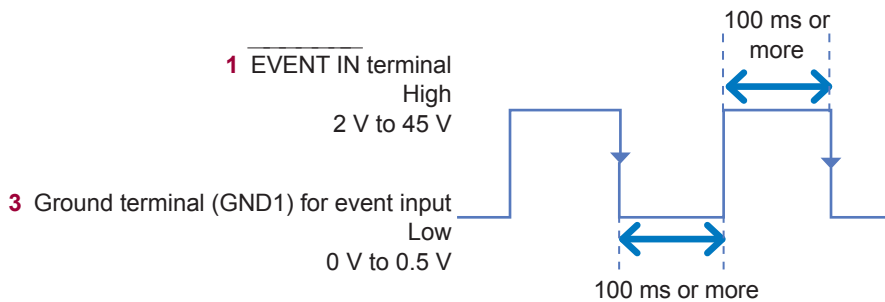 100 ms or
more
1 EVENT IN terminal
High
2 V to 45 V
3 Ground terminal (GND1) for event input
Low
0 V to 0.5 V
100 ms or more